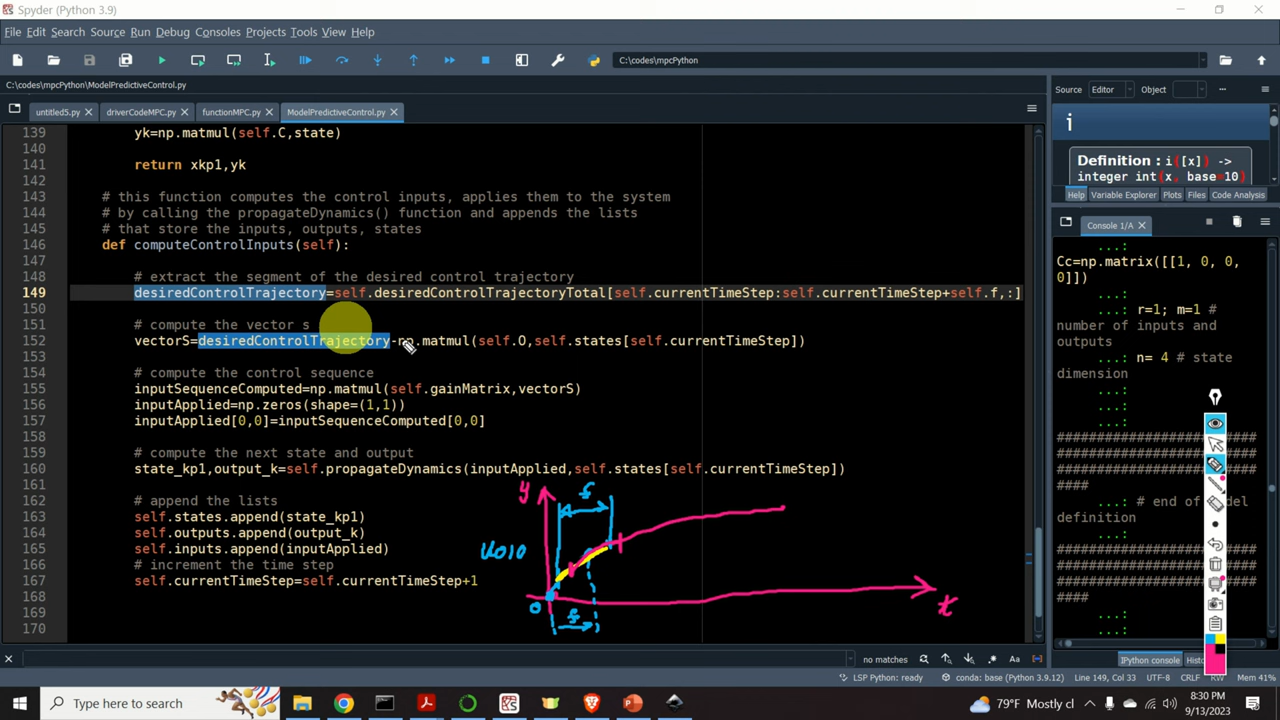 Spyder (Python 3.9)
File Edit Search Source Run Debug Consoles Projects Tools View Help
C:\codes\mpcPython
C:\codes\mpcPython\ModelPredictiveControl.py
untitled5.py driverCodeMPC.py functionMPC.py ModelPredictiveControl.py
139 yk=np.matmul(self.C,state)
140
141 return xkp1,yk
142
143 # this function computes the control inputs, applies them to the system
144 # by calling the propagateDynamics() function and appends the lists
145 # that store the inputs, outputs, states
146 def computeControlInputs(self):
147
148 # extract the segment of the desired control trajectory
149 desiredControlTrajectory=self.desiredControlTrajectoryTotal[self.currentTimeStep:self.currentTimeStep+self.f,:]
150
151 # compute the vector s
152 vectorS=desiredControlTrajectory-np.matmul(self.O,self.states[self.currentTimeStep])
153
154 # compute the control sequence
155 inputSequenceComputed=np.matmul(self.gainMatrix,vectorS)
156 inputApplied=np.zeros(shape=(1,1))
157 inputApplied[0,0]=inputSequenceComputed[0,0]
158
159 # compute the next state and output
160 state_kp1,output_k=self.propagateDynamics(inputApplied,self.states[self.currentTimeStep])
161
162 # append the lists
163 self.states.append(state_kp1)
164 self.outputs.append(output_k)
165 self.inputs.append(inputApplied)
166 # increment the time step
167 self.currentTimeStep=self.currentTimeStep+1
168
169
170
y
f
0
f
t
Source Editor Object
i
Definition : i([x]) ->
integer int(x, base=10)
Help Variable Explorer Plots Files Code Analysis
Console 1/A
...:
Cc=np.matrix([[1, 0, 0,
0]])
...:
r=1; m=1 #
number of inputs and
outputs
...:
n= 4 # state
dimension
...:
...:
...:
##########################
##########################
##########################
####
...: # end of
definition
...:
##########################
##########################
##########################
####
...:
...:
IPython console
no matches
Aa
LSP Python conda: base (Python 3.9.12) Line 149, Col 33 UTF-8 CRLF RW Mem 41%
Type here to search
79°F Mostly cl
8:30 PM
9/13/2023